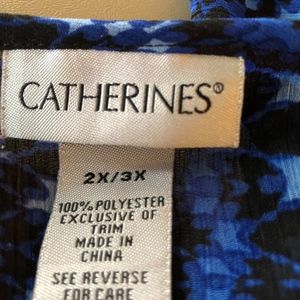 CATHERINES®
2X/3X
100% POLYESTER
EXCLUSIVE OF
TRIM
MADE IN
CHINA
SEE REVERSE
FOR CARE